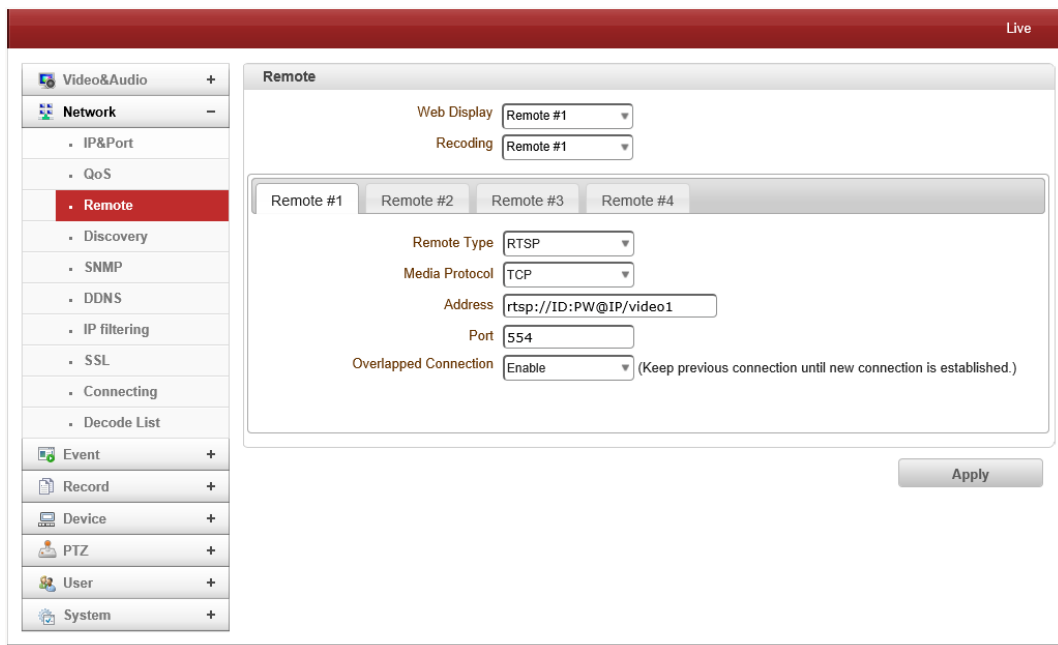 Live
Video&Audio +
Network –
IP&Port
QoS
Remote
Discovery
SNMP
DDNS
IP filtering
SSL
Connecting
Decode List
Event +
Record +
Device +
PTZ +
User +
System +
Remote
Web Display Remote #1
Recoding Remote #1
Remote #1 Remote #2 Remote #3 Remote #4
Remote Type RTSP
Media Protocol TCP
Address rtsp://ID:PW@IP/video1
Port 554
Overlapped Connection Enable (Keep previous connection until new connection is established.)
Apply